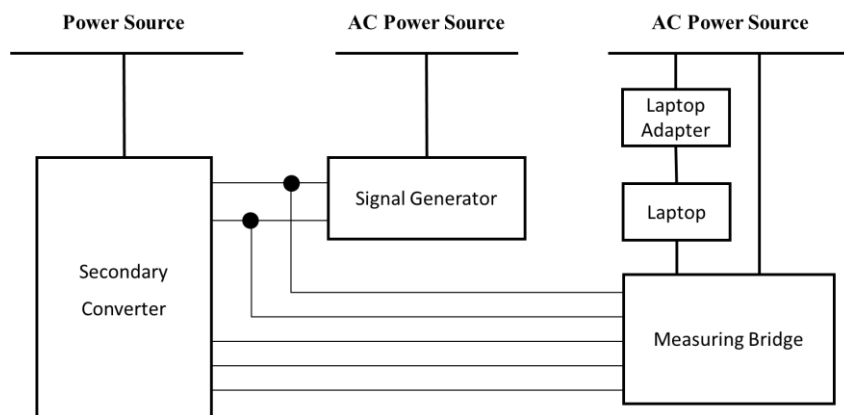 Power Source
AC Power Source
AC Power Source
Laptop
Adapter
Signal Generator
Laptop
Secondary
Converter
Measuring Bridge